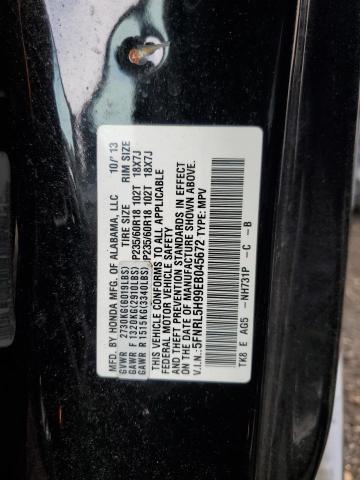 MFD. BY HONDA MFG. OF ALABAMA, LLC 10/'13
GVWR 2730KG(6019LBS) TIRE SIZE RIM SIZE
GAWR F 1320KG(2910LBS) P235/60R18 102T 18X7J
GAWR R 1515KG(3340LBS) P235/60R18 102T 18X7J
THIS VEHICLE CONFORMS TO ALL APPLICABLE
FEDERAL MOTOR VEHICLE SAFETY
AND THEFT PREVENTION STANDARDS IN EFFECT
ON THE DATE OF MANUFACTURE SHOWN ABOVE.
V.I.N.:5FNRL5H99EB045672 TYPE: MPV
TK8 E AG5 -NH731P -C -B